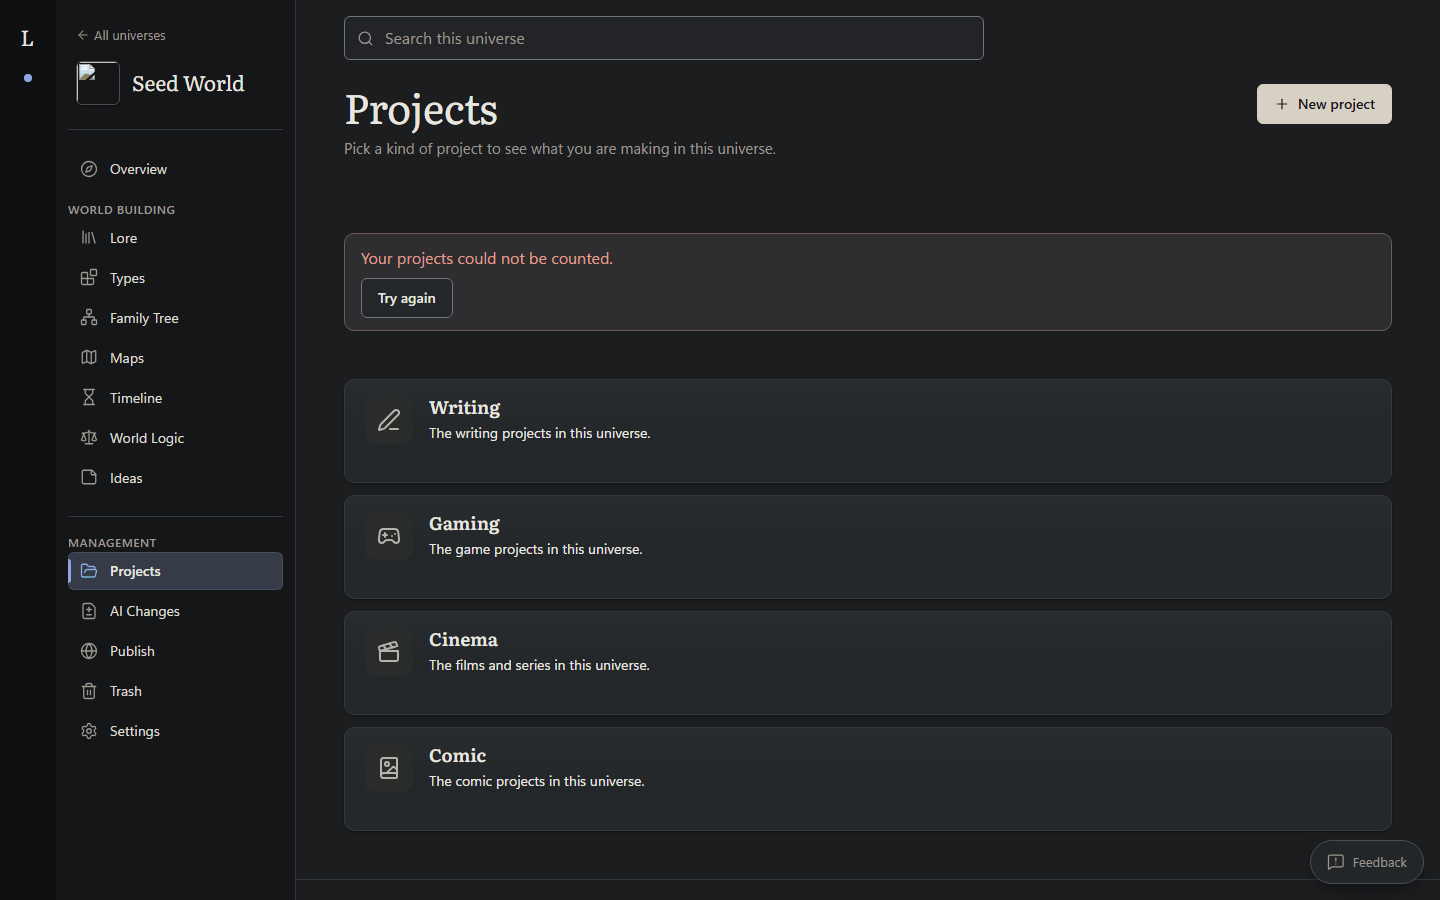 L
All universes
Seed World
Overview
WORLD BUILDING
Lore
Types
Family Tree
Maps
Timeline
World Logic
Ideas
MANAGEMENT
Projects
AI Changes
Publish
Trash
Settings
Search this universe
Projects
New project
Pick a kind of project to see what you are making in this universe.
Your projects could not be counted.
Try again
Writing
The writing projects in this universe.
Gaming
The game projects in this universe.
Cinema
The films and series in this universe.
Comic
The comic projects in this universe.
Feedback